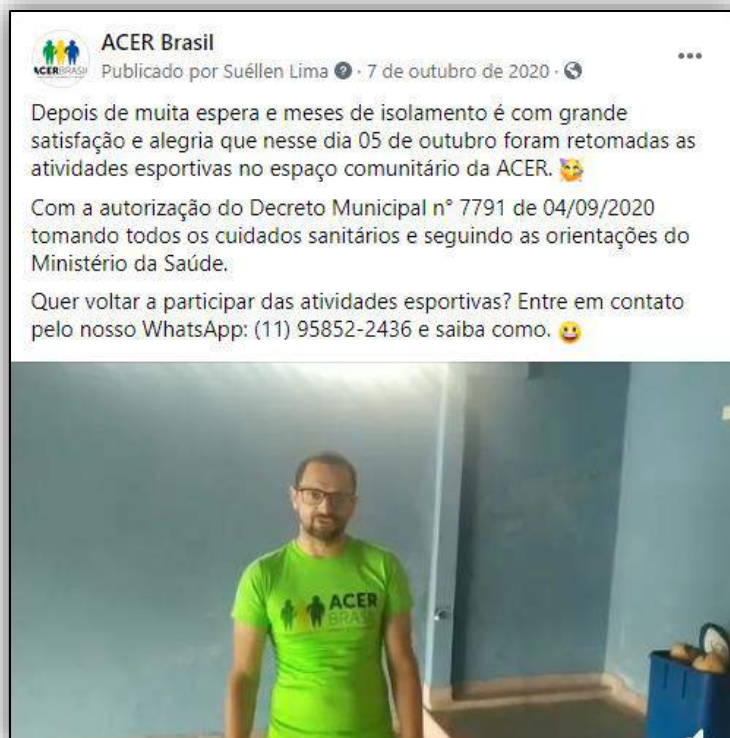 ACER Brasil
Publicado por Suéllen Lima · 7 de outubro de 2020 ·
ACERBRASIL
Depois de muita espera e meses de isolamento é com grande
satisfação e alegria que nesse dia 05 de outubro foram retomadas as
atividades esportivas no espaço comunitário da ACER. 🥳
Com a autorização do Decreto Municipal n° 7791 de 04/09/2020
tomando todos os cuidados sanitários e seguindo as orientações do
Ministério da Saúde.
Quer voltar a participar das atividades esportivas? Entre em contato
pelo nosso WhatsApp: (11) 95852-2436 e saiba como. 😃
ACER
BRASIL